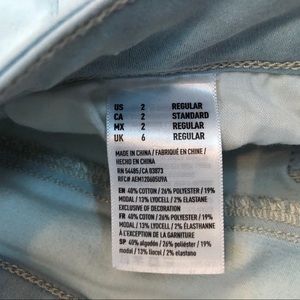 US 2 REGULAR
CA 2 STANDARD
MX 2 REGULAR
UK 6 REGULAR
MADE IN CHINA / FABRIQUÉ EN CHINE /
HECHO EN CHINA
RN 54485/CA 03873
RFC# AEM1206050U9A
EN 40% COTTON / 26% POLYESTER / 19%
MODAL / 13% LYOCELL / 2% ELASTANE
EXCLUSIVE OF DECORATION
FR 40% COTON / 26% POLYESTER / 19%
MODAL / 13% LYOCELL / 2% ÉLASTHANNE
À L'EXCEPTION DE LA GARNITURE
SP 40% algodón / 26% poliéster / 19%
modal / 13% liocel / 2% elastano